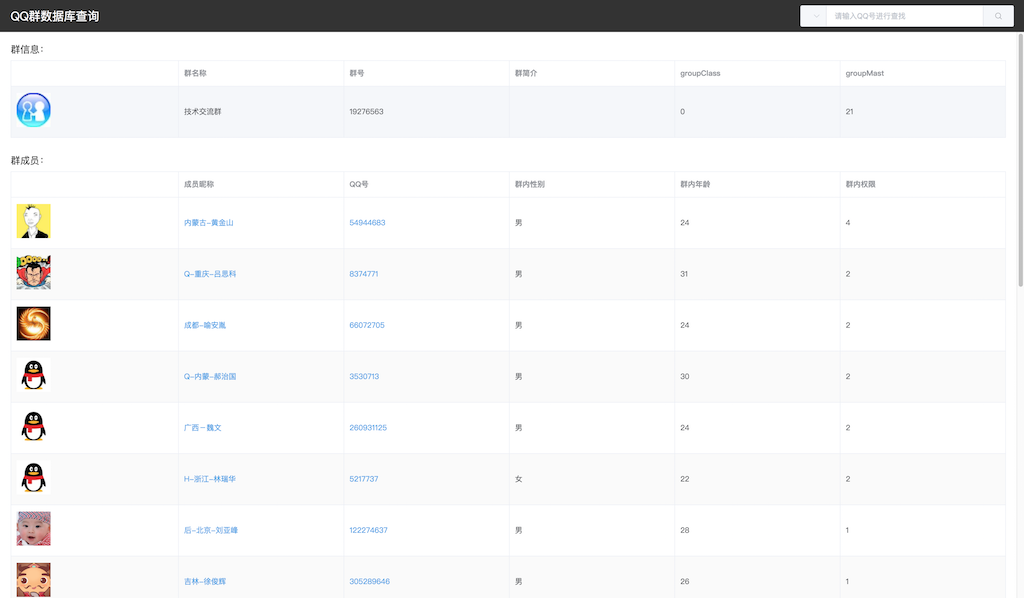 QQ群数据库查询
请输入QQ号进行查找
群信息：
群名称 群号 群简介 groupClass groupMast
技术交流群 19276563 0 21
群成员：
成员昵称 QQ号 群内性别 群内年龄 群内权限
内蒙古-黄金山 54944683 男 24 4
Q-重庆-吕思科 8374771 男 31 2
成都-喻安胤 66072705 男 24 2
Q-内蒙-郝治国 3530713 男 30 2
广西－魏文 260931125 男 24 2
H-浙江-林瑞华 5217737 女 22 2
后-北京-刘亚峰 122274637 男 28 1
吉林-徐俊辉 305289646 男 26 1